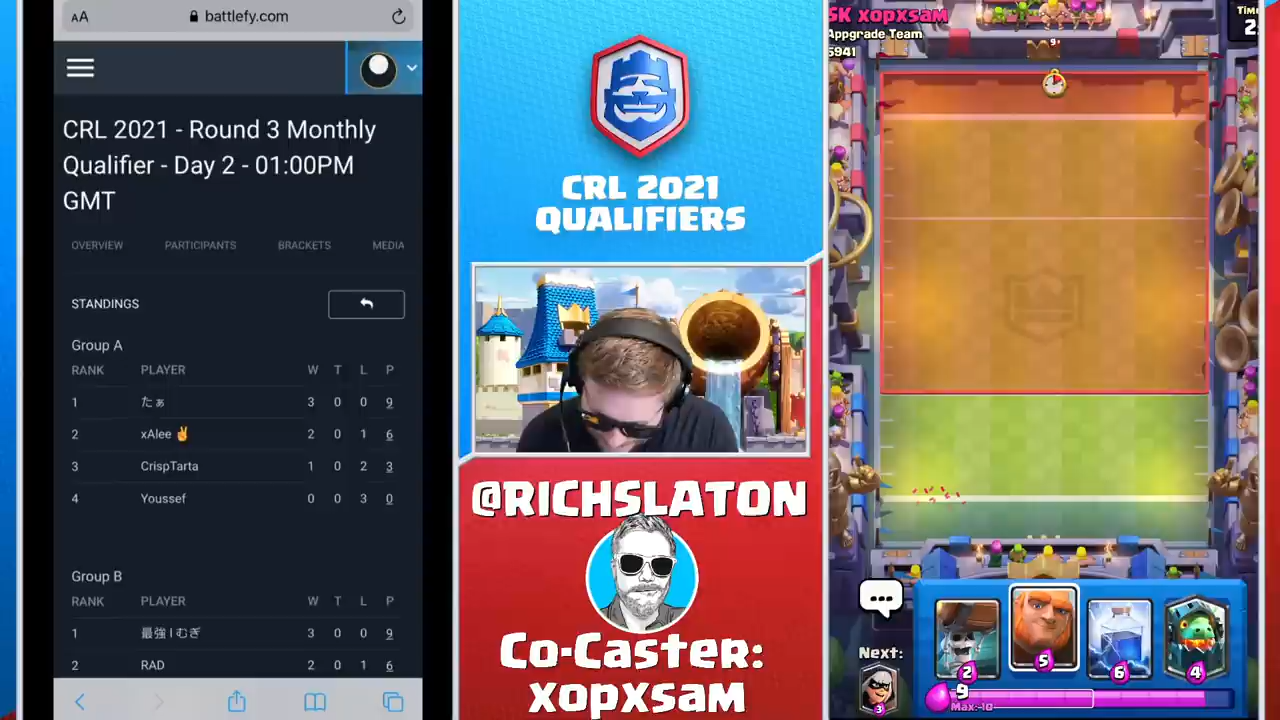 AA
battlefy.com
CRL 2021 - Round 3 Monthly
Qualifier - Day 2 - 01:00PM
GMT
OVERVIEW PARTICIPANTS BRACKETS MEDIA
STANDINGS
Group A
RANK PLAYER W T L P
1 たぁ 3 0 0 9
2 xAlee ✌️ 2 0 1 6
3 CrispTarta 1 0 2 3
4 Youssef 0 0 3 0
Group B
RANK PLAYER W T L P
1 最強 l むぎ 3 0 0 9
2 RAD 2 0 1 6
CRL 2021
QUALIFIERS
@RICHSLATON
Co-Caster:
xopxsam
SK xopxsam
Appgrade Team
5941
9
2
5
6
4
Next:
3
9
Max:10